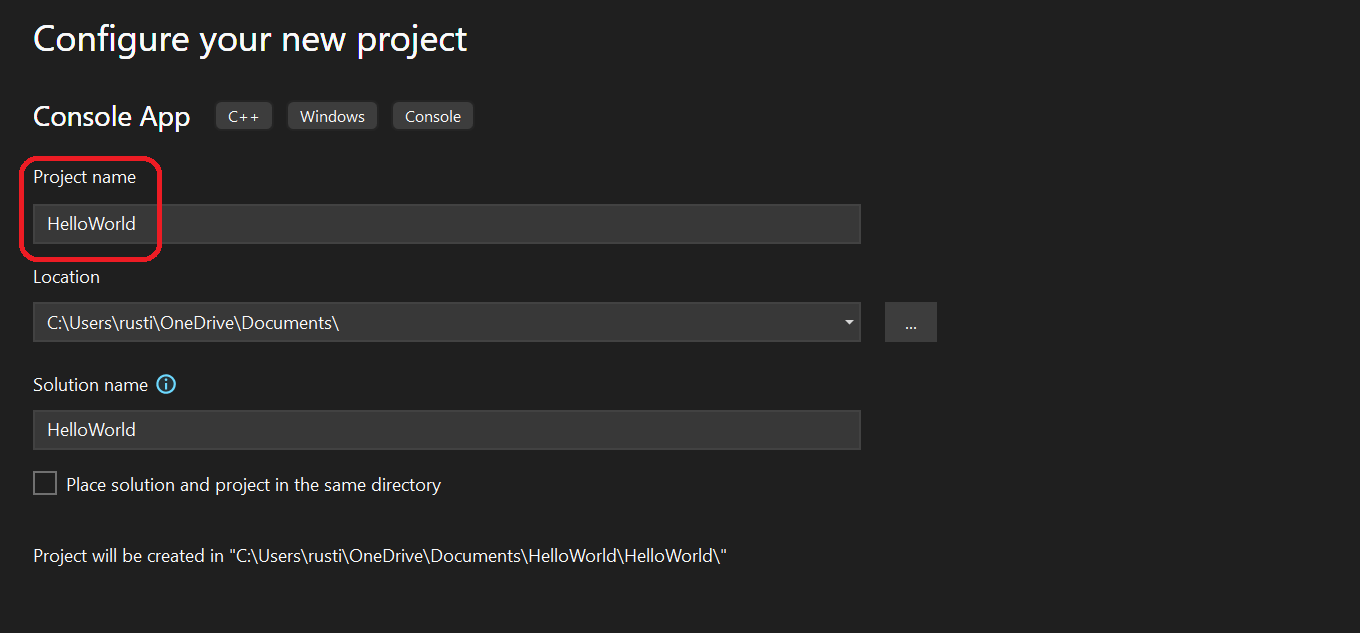 Configure your new project
Console App C++ Windows Console
Project name
HelloWorld
Location
C:\Users\rusti\OneDrive\Documents\
...
Solution name
HelloWorld
Place solution and project in the same directory
Project will be created in "C:\Users\rusti\OneDrive\Documents\HelloWorld\HelloWorld\"